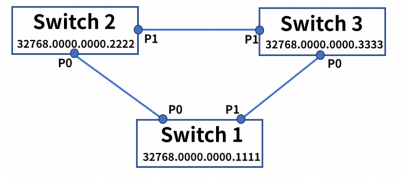 Switch 2
32768.0000.0000.2222
Switch 3
32768.0000.0000.3333
P1
P1
P0
P0
P0
P1
Switch 1
32768.0000.0000.1111